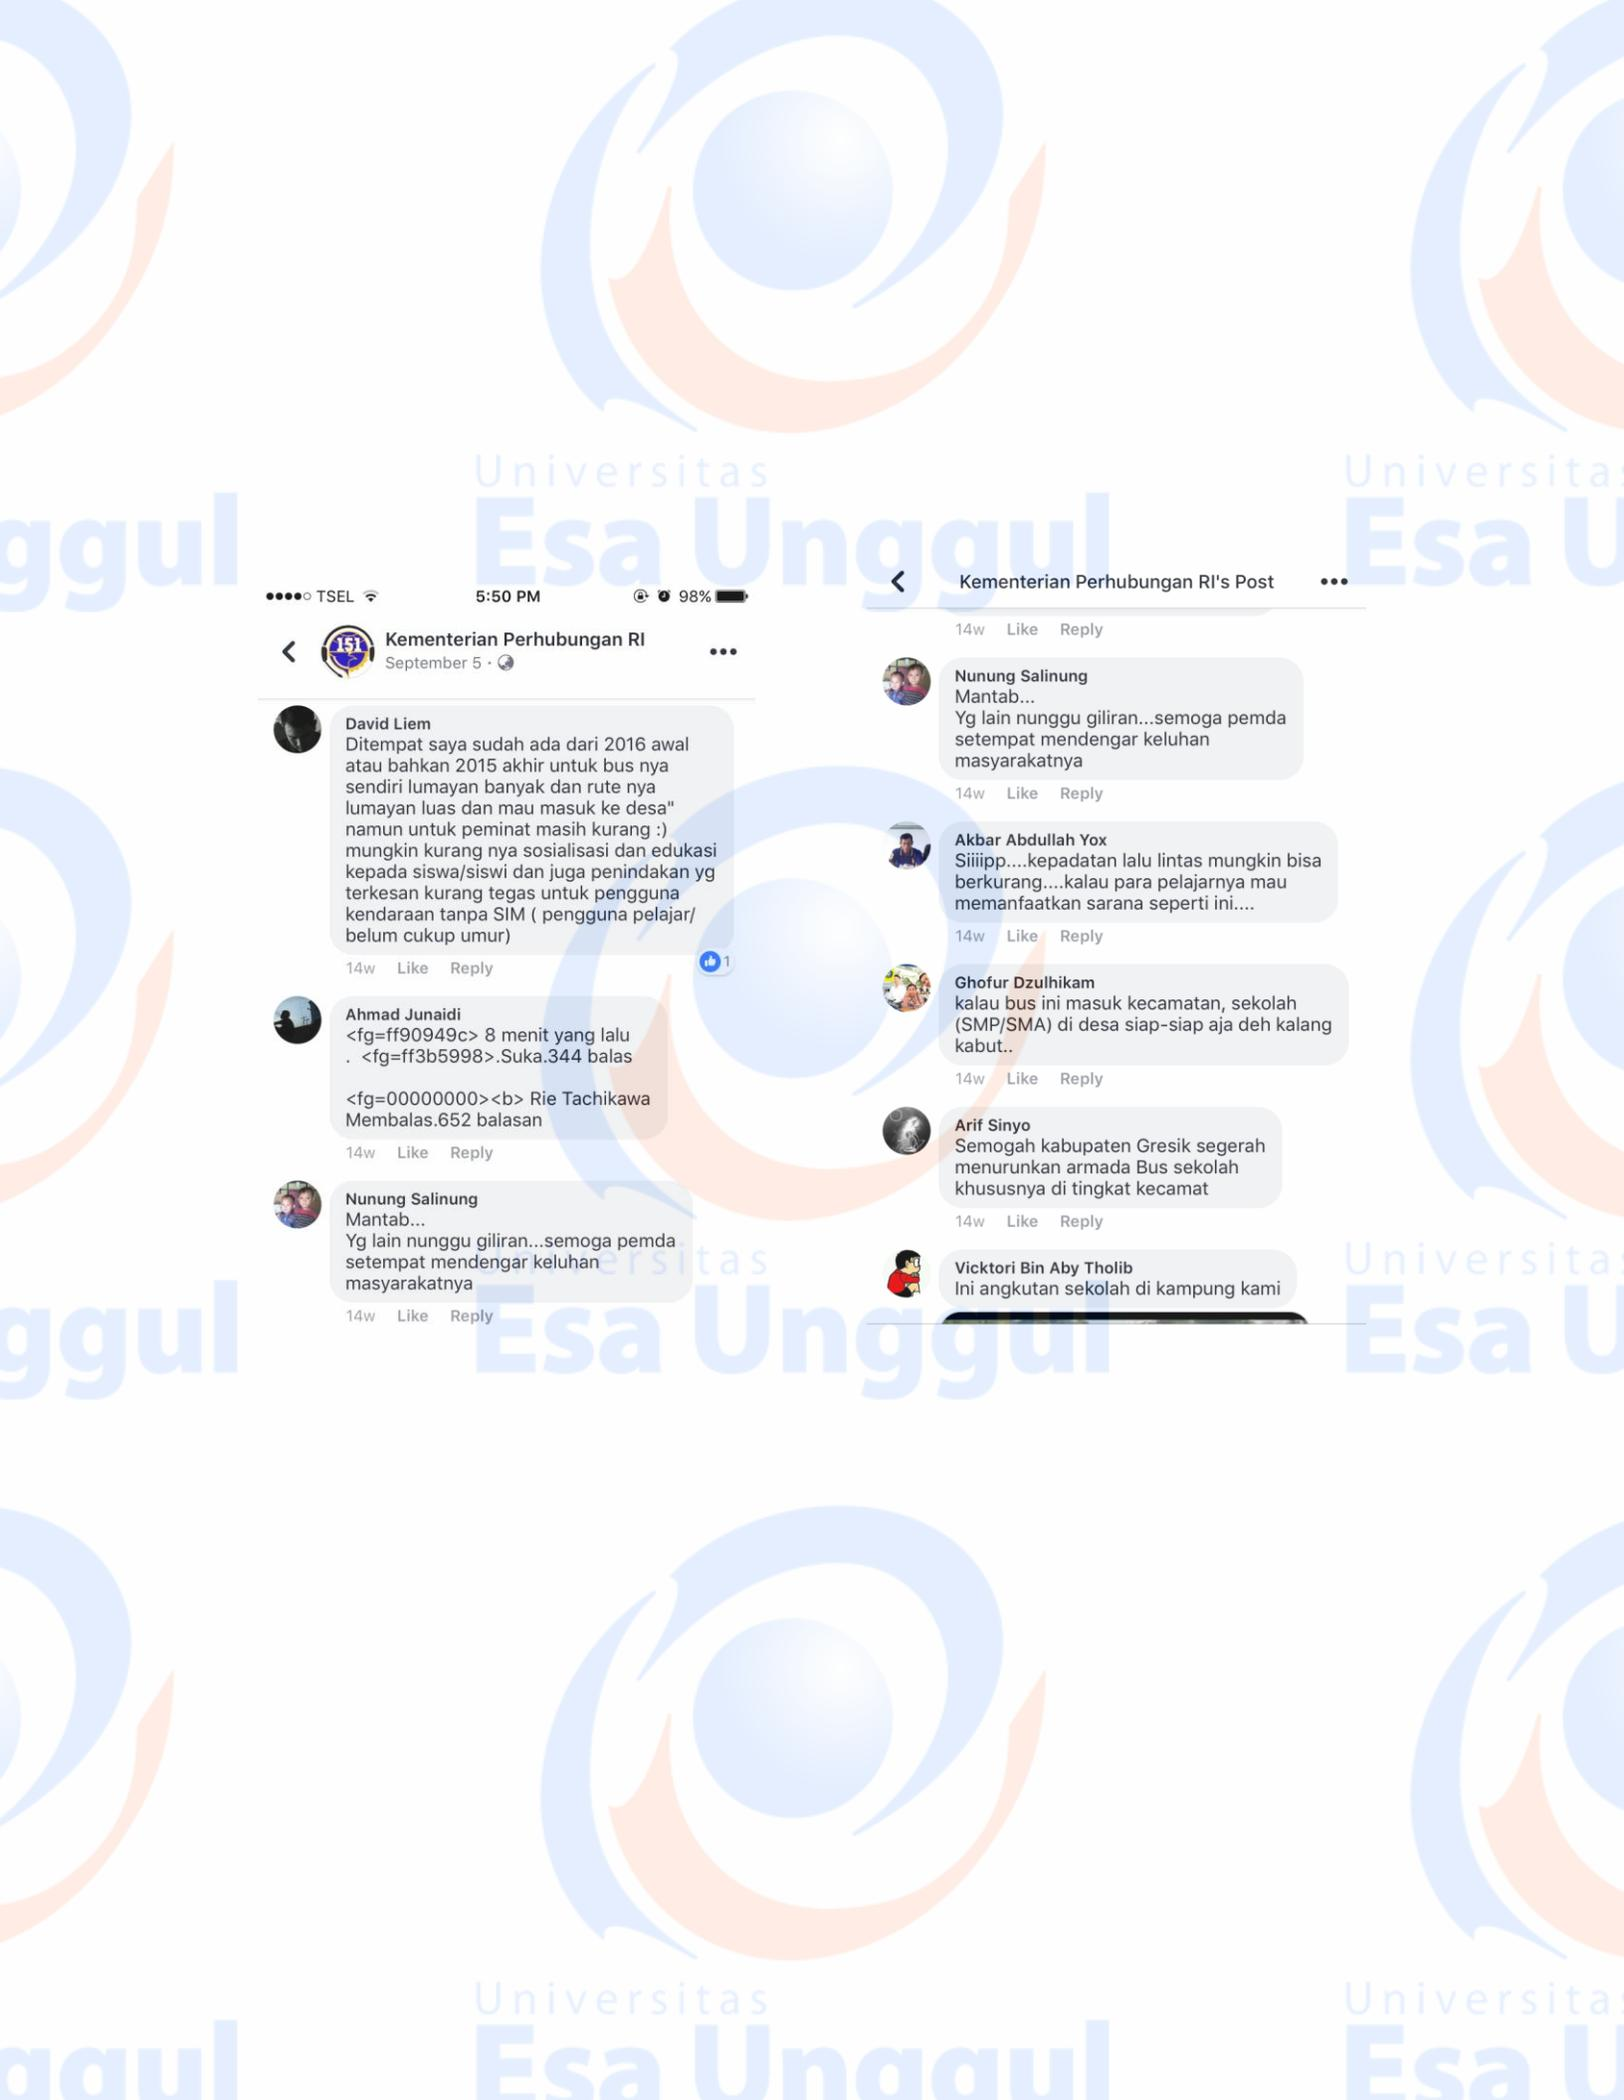 Universitas
Esa Unggul
TSEL
5:50 PM
98%
Kementerian Perhubungan RI
September 5 ·
David Liem
Ditempat saya sudah ada dari 2016 awal
atau bahkan 2015 akhir untuk bus nya
sendiri lumayan banyak dan rute nya
lumayan luas dan mau masuk ke desa"
namun untuk peminat masih kurang :)
mungkin kurang nya sosialisasi dan edukasi
kepada siswa/siswi dan juga penindakan yg
terkesan kurang tegas untuk pengguna
kendaraan tanpa SIM ( pengguna pelajar/
belum cukup umur)
14w Like Reply
1
Ahmad Junaidi
<fg=ff90949c> 8 menit yang lalu
. <fg=ff3b5998>.Suka.344 balas
<fg=00000000><b> Rie Tachikawa
Membalas.652 balasan
14w Like Reply
Nunung Salinung
Mantab...
Yg lain nunggu giliran...semoga pemda
setempat mendengar keluhan
masyarakatnya
14w Like Reply
Kementerian Perhubungan RI's Post
14w Like Reply
Nunung Salinung
Mantab...
Yg lain nunggu giliran...semoga pemda
setempat mendengar keluhan
masyarakatnya
14w Like Reply
Akbar Abdullah Yox
Siiiipp....kepadatan lalu lintas mungkin bisa
berkurang....kalau para pelajarnya mau
memanfaatkan sarana seperti ini....
14w Like Reply
Ghofur Dzulhikam
kalau bus ini masuk kecamatan, sekolah
(SMP/SMA) di desa siap-siap aja deh kalang
kabut..
14w Like Reply
Arif Sinyo
Semogah kabupaten Gresik segerah
menurunkan armada Bus sekolah
khususnya di tingkat kecamat
14w Like Reply
Vicktori Bin Aby Tholib
Ini angkutan sekolah di kampung kami
Universitas
Esa Unggul
Universitas
Esa Unggul